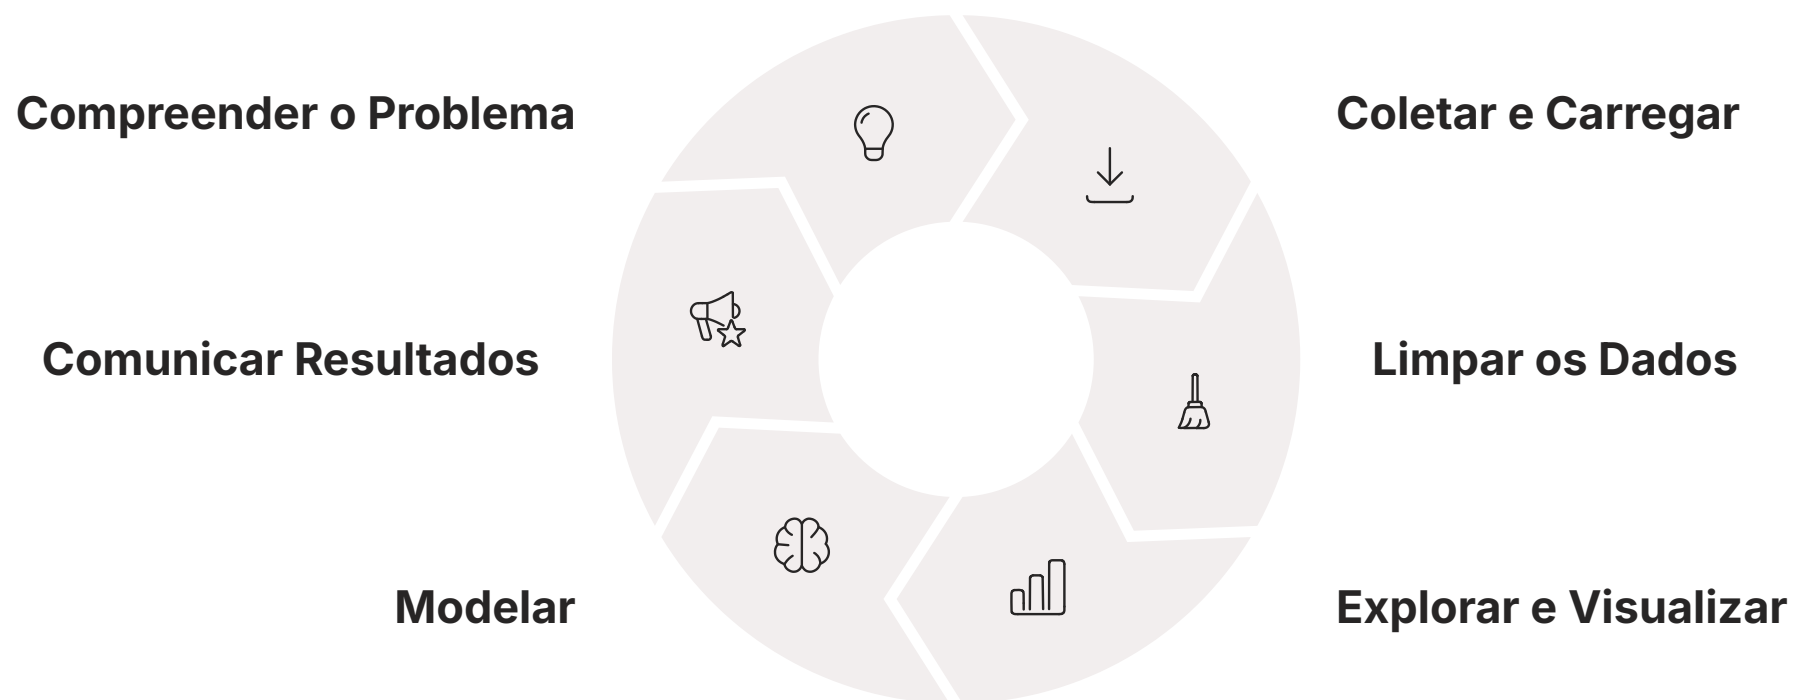 Compreender o Problema
Coletar e Carregar
Comunicar Resultados
Limpar os Dados
Modelar
Explorar e Visualizar